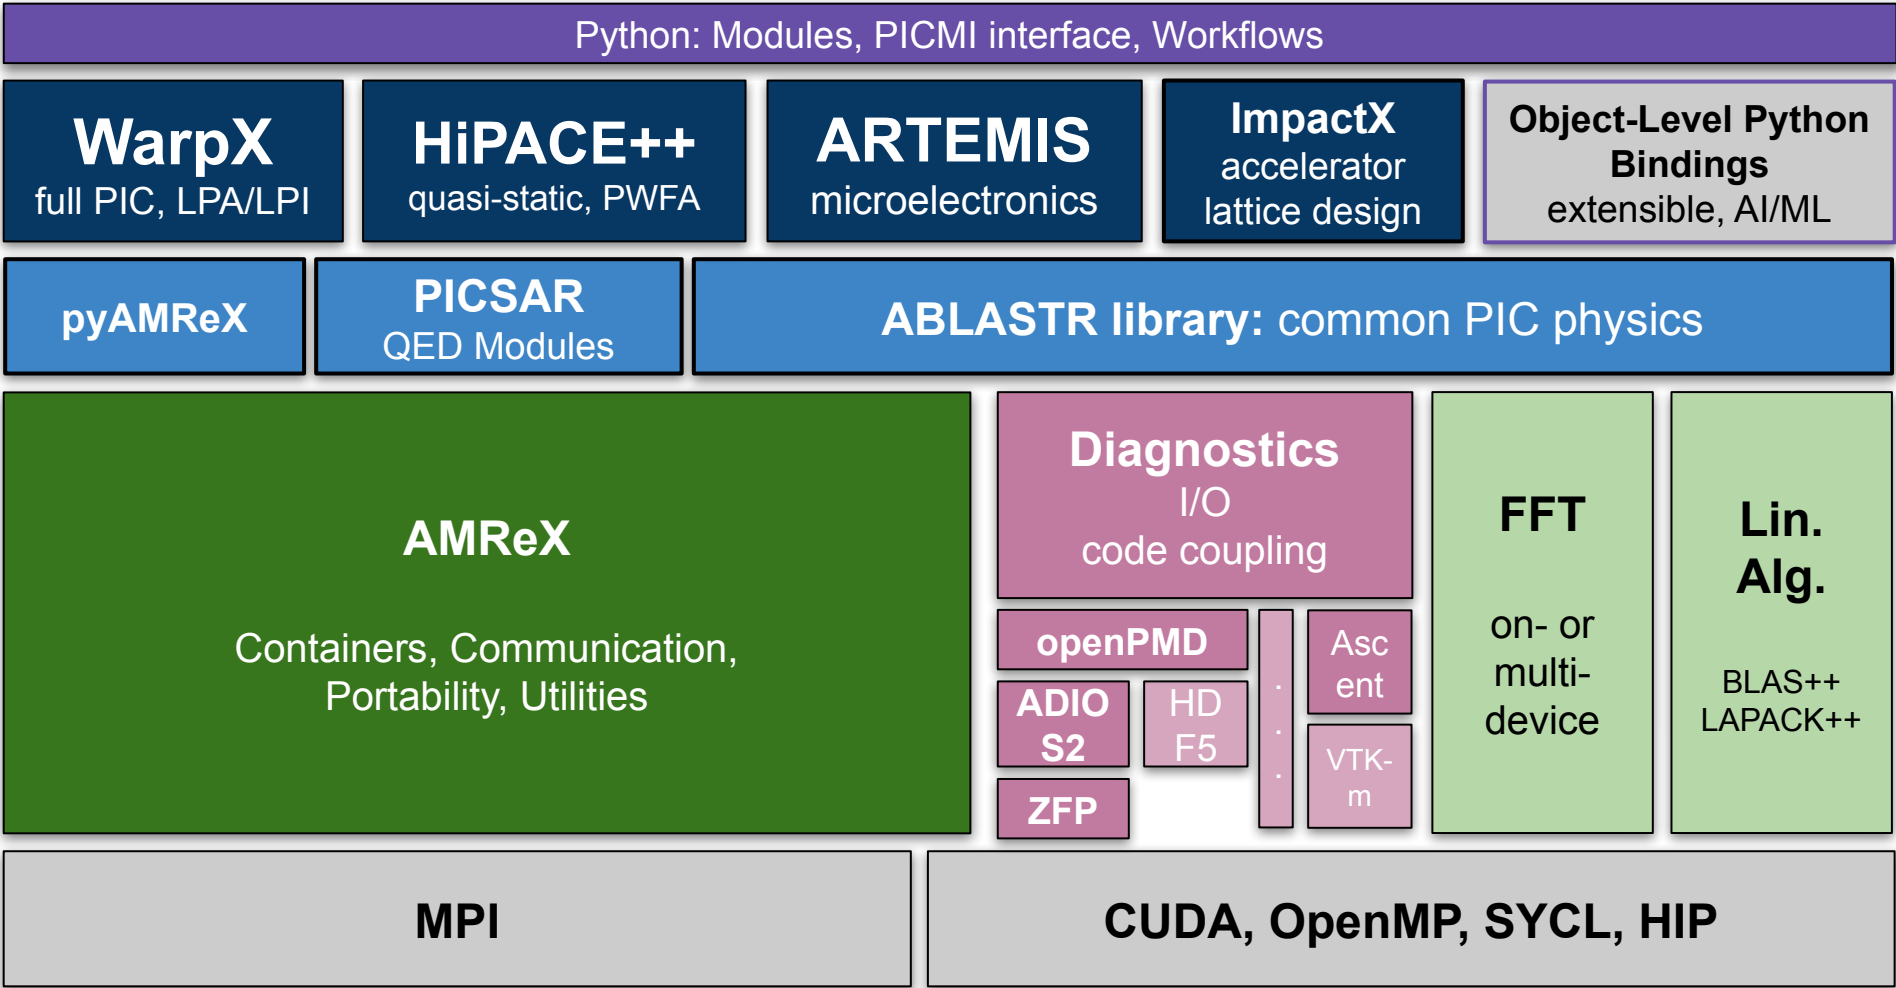 Python: Modules, PICMI interface, Workflows
WarpX
full PIC, LPA/LPI
HiPACE++
quasi-static, PWFA
ARTEMIS
microelectronics
ImpactX
accelerator
lattice design
Object-Level Python
Bindings
extensible, AI/ML
pyAMReX
PICSAR
QED Modules
ABLASTR library: common PIC physics
AMReX
Containers, Communication,
Portability, Utilities
Diagnostics
I/O
code coupling
openPMD
ADIO
S2
HD
F5
ZFP
.
.
.
Asc
ent
VTK-
m
FFT
on- or
multi-
device
Lin.
Alg.
BLAS++
LAPACK++
MPI
CUDA, OpenMP, SYCL, HIP